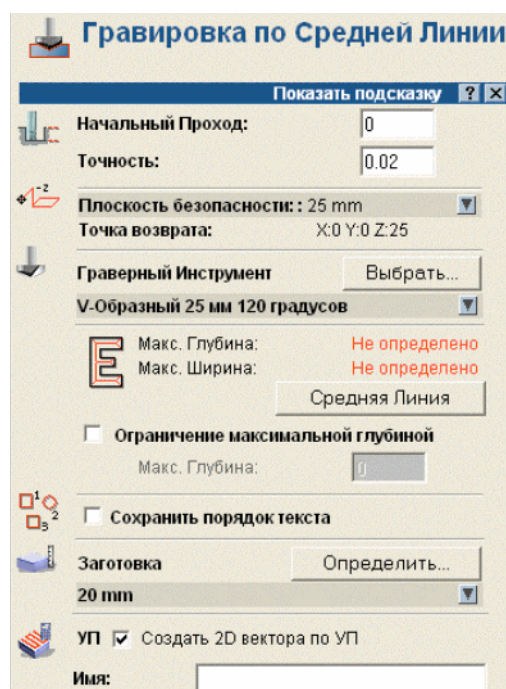 Гравировка по Средней Линии
Показать подсказку ? X
Начальный Проход: 0
Точность: 0.02
Плоскость безопасности: : 25 mm
Точка возврата: X:0 Y:0 Z:25
Граверный Инструмент Выбрать...
V-Образный 25 мм 120 градусов
Макс. Глубина: Не определено
Макс. Ширина: Не определено
Средняя Линия
Ограничение максимальной глубиной
Макс. Глубина: 0
Сохранить порядок текста
Заготовка Определить...
20 mm
УП Создать 2D вектора по УП
Имя: